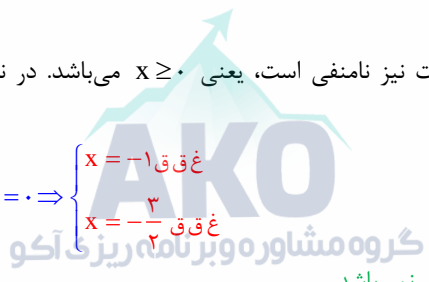 ت نیز نامنفی است، یعنی x ≥ ۰ می‌باشد. در
= ۰ ⇒ { x = -۱ غ ق ق
x = -۳/۲ غ ق ق
AKO
گروه مشاوره و برنامه ریزی آکو